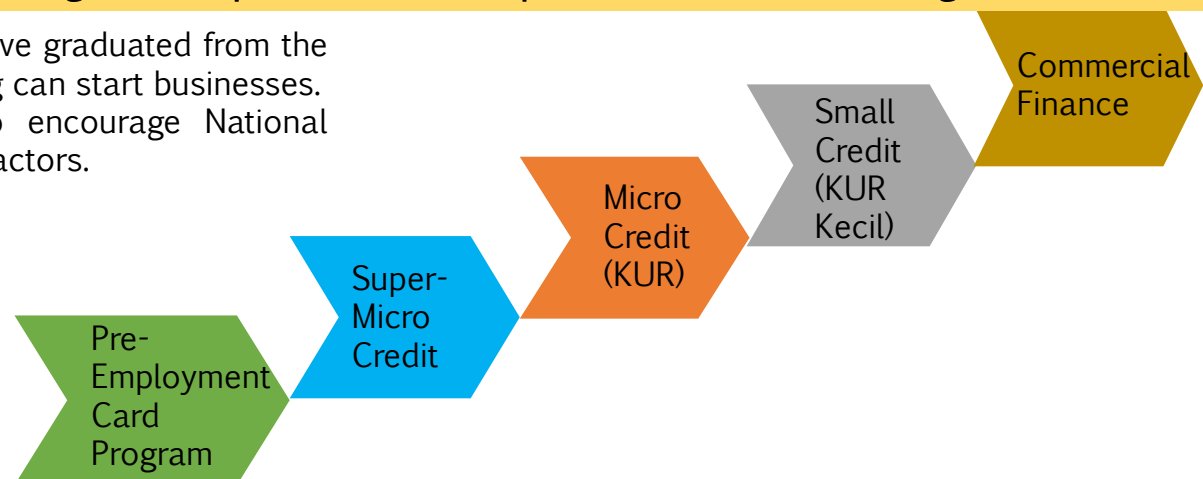 ve graduated from the
can start businesses.
encourage National
actors.
Commercial
Finance
Small
Credit
(KUR
Kecil)
Micro
Credit
(KUR)
Super-
Micro
Credit
Pre-
Employment
Card
Program